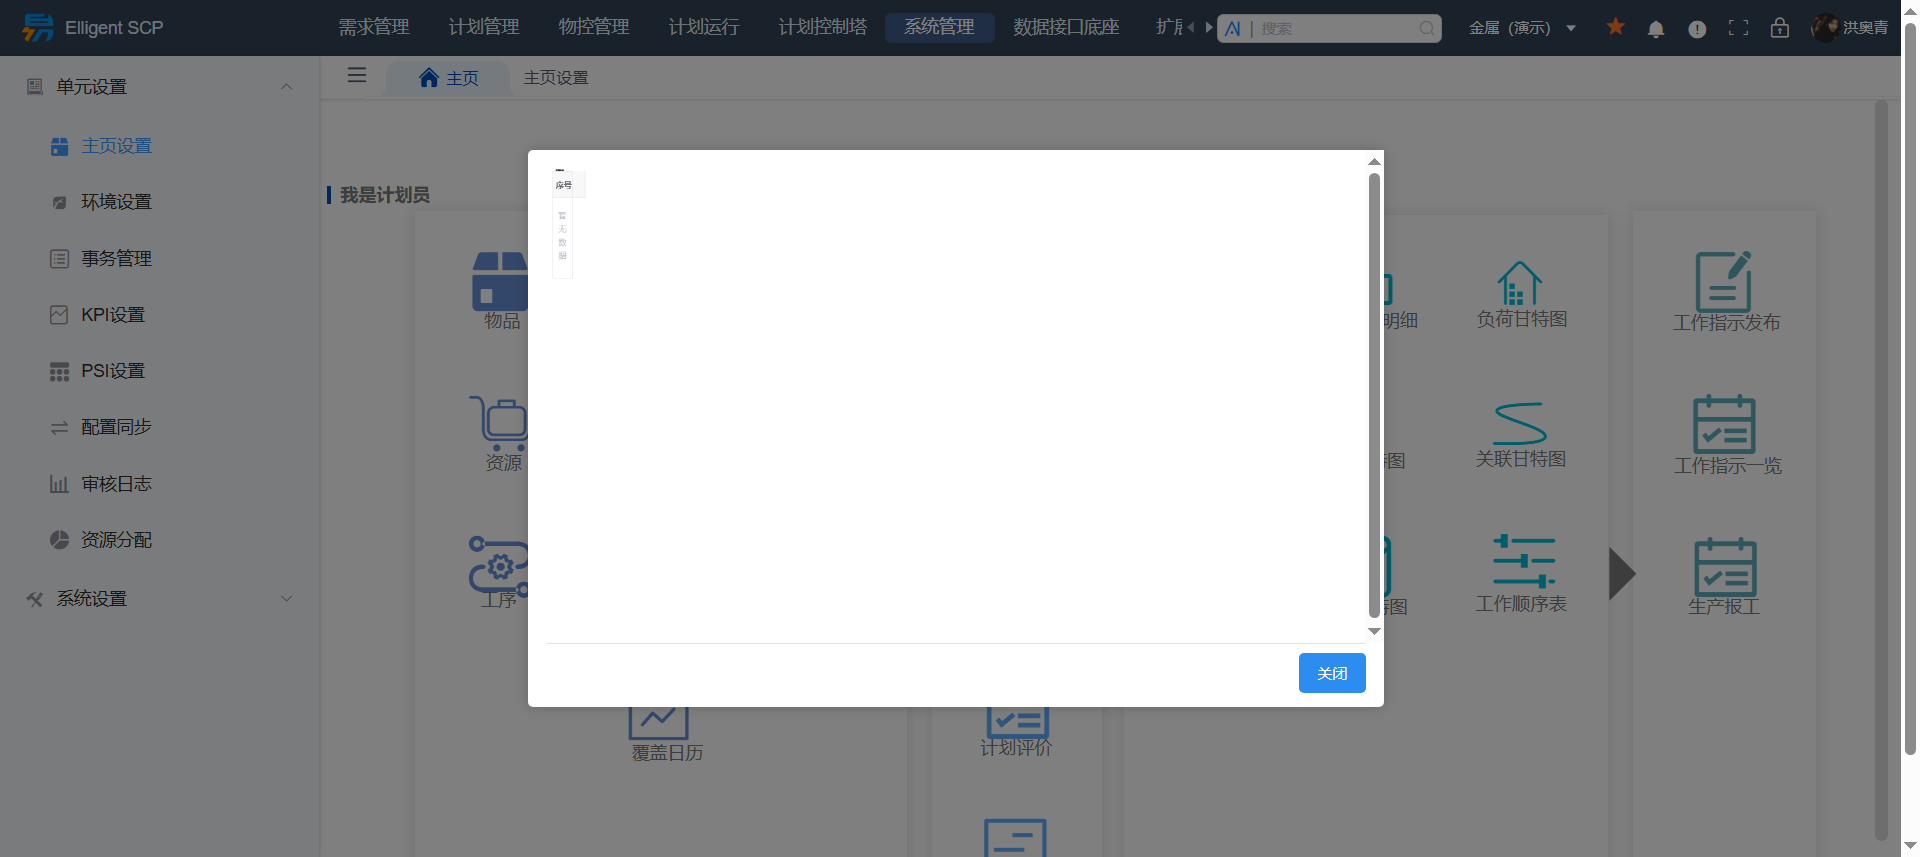 Elligent SCP
需求管理
计划管理
物控管理
计划运行
计划控制塔
系统管理
数据接口底座
搜索
金属（演示）
洪奥青
单元设置
主页设置
环境设置
事务管理
KPI设置
PSI设置
配置同步
审核日志
资源分配
系统设置
主页
主页设置
我是计划员
序号
暂
无
数
据
关闭
物品
资源
工序
覆盖日历
计划评价
明细
负荷甘特图
关联甘特图
工作顺序表
工作指示发布
工作指示一览
生产报工